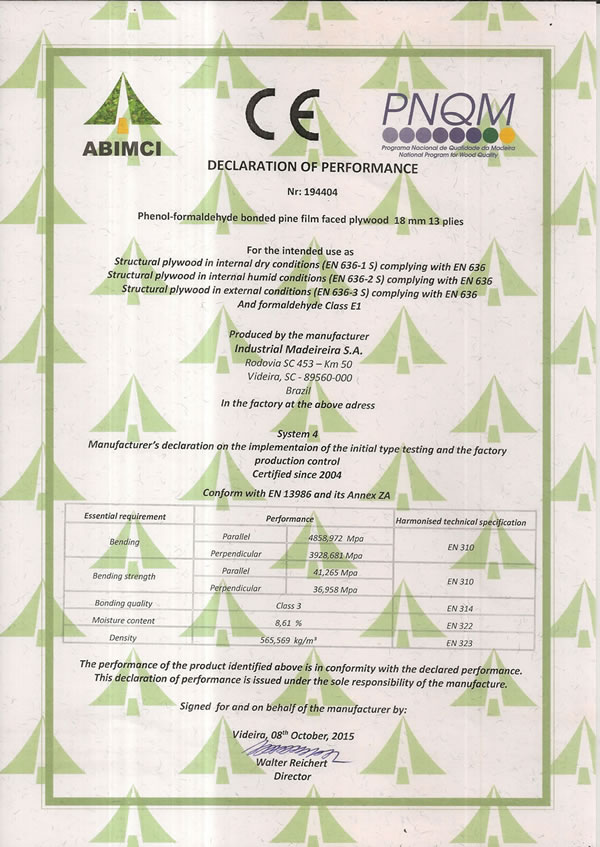 ABIMCI
CE
PNQM
Programa Nacional de Qualidade da Madeira
National Program for Wood Quality
DECLARATION OF PERFORMANCE
Nr: 194404
Phenol-formaldehyde bonded pine film faced plywood 18 mm 13 plies
For the intended use as
Structural plywood in internal dry conditions (EN 636-1 S) complying with EN 636
Structural plywood in internal humid conditions (EN 636-2 S) complying with EN 636
Structural plywood in external conditions (EN 636-3 S) complying with EN 636
And formaldehyde Class E1
Produced by the manufacturer
Industrial Madeireira S.A.
Rodovia SC 453 – Km 50
Videira, SC - 89560-000
Brazil
In the factory at the above adress
System 4
Manufacturer's declaration on the implementaion of the initial type testing and the factory
production control
Certified since 2004
Conform with EN 13986 and its Annex ZA
Essential requirement Performance Harmonised technical specification
Bending Parallel 4858,972 Mpa EN 310
Perpendicular 3928,681 Mpa
Bending strength Parallel 41,265 Mpa EN 310
Perpendicular 36,958 Mpa
Bonding quality Class 3 EN 314
Moisture content 8,61 % EN 322
Density 565,569 kg/m³ EN 323
The performance of the product identified above is in conformity with the declared performance.
This declaration of performance is issued under the sole responsibility of the manufacture.
Signed for and on behalf of the manufacturer by:
Videira, 08th October, 2015
Walter Reichert
Director